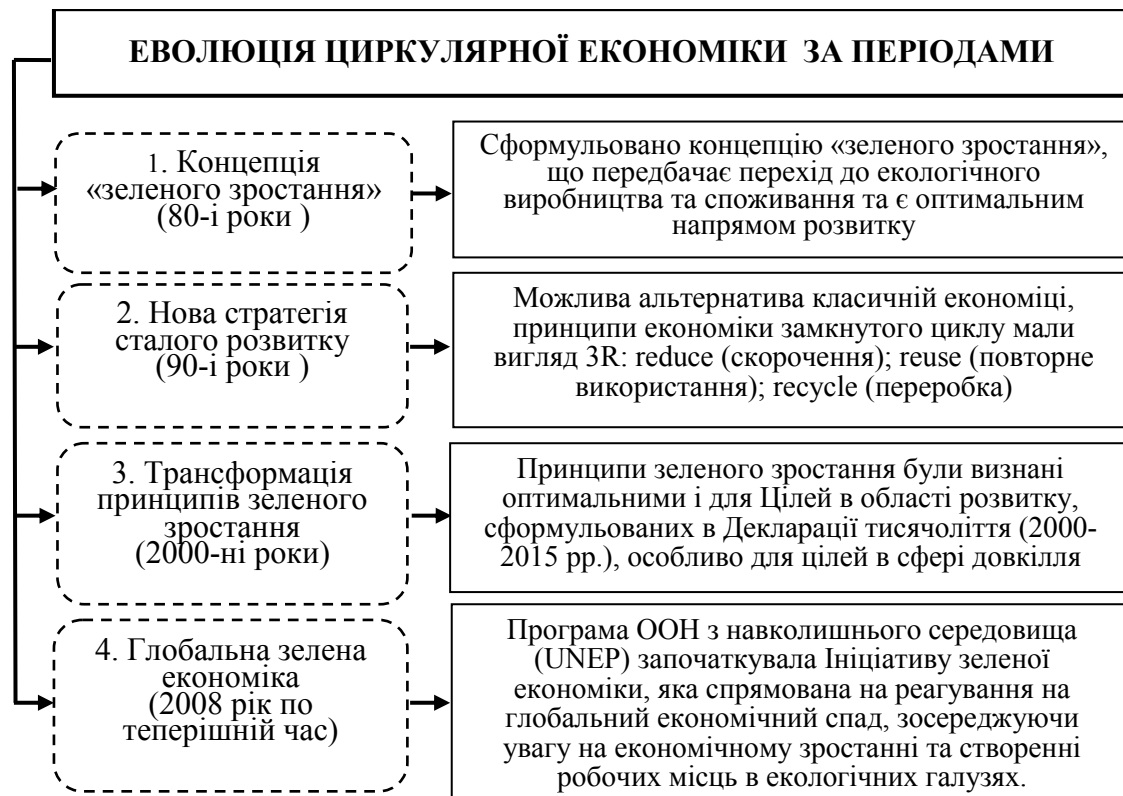 ЕВОЛЮЦІЯ ЦИРКУЛЯРНОЇ ЕКОНОМІКИ ЗА ПЕРІОДАМИ
1. Концепція
«зеленого зростання»
(80-і роки )
Сформульовано концепцію «зеленого зростання»,
що передбачає перехід до екологічного
виробництва та споживання та є оптимальним
напрямом розвитку
2. Нова стратегія
сталого розвитку
(90-і роки )
Можлива альтернатива класичній економіці,
принципи економіки замкнутого циклу мали
вигляд 3R: reduce (скорочення); reuse (повторне
використання); recycle (переробка)
3. Трансформація
принципів зеленого
зростання
(2000-ні роки)
Принципи зеленого зростання були визнані
оптимальними і для Цілей в області розвитку,
сформульованих в Декларації тисячоліття (2000-
2015 рр.), особливо для цілей в сфері довкілля
4. Глобальна зелена
економіка
(2008 рік по
теперішній час)
Програма ООН з навколишнього середовища
(UNEP) започаткувала Ініціативу зеленої
економіки, яка спрямована на реагування на
глобальний економічний спад, зосереджуючи
увагу на економічному зростанні та створенні
робочих місць в екологічних галузях.